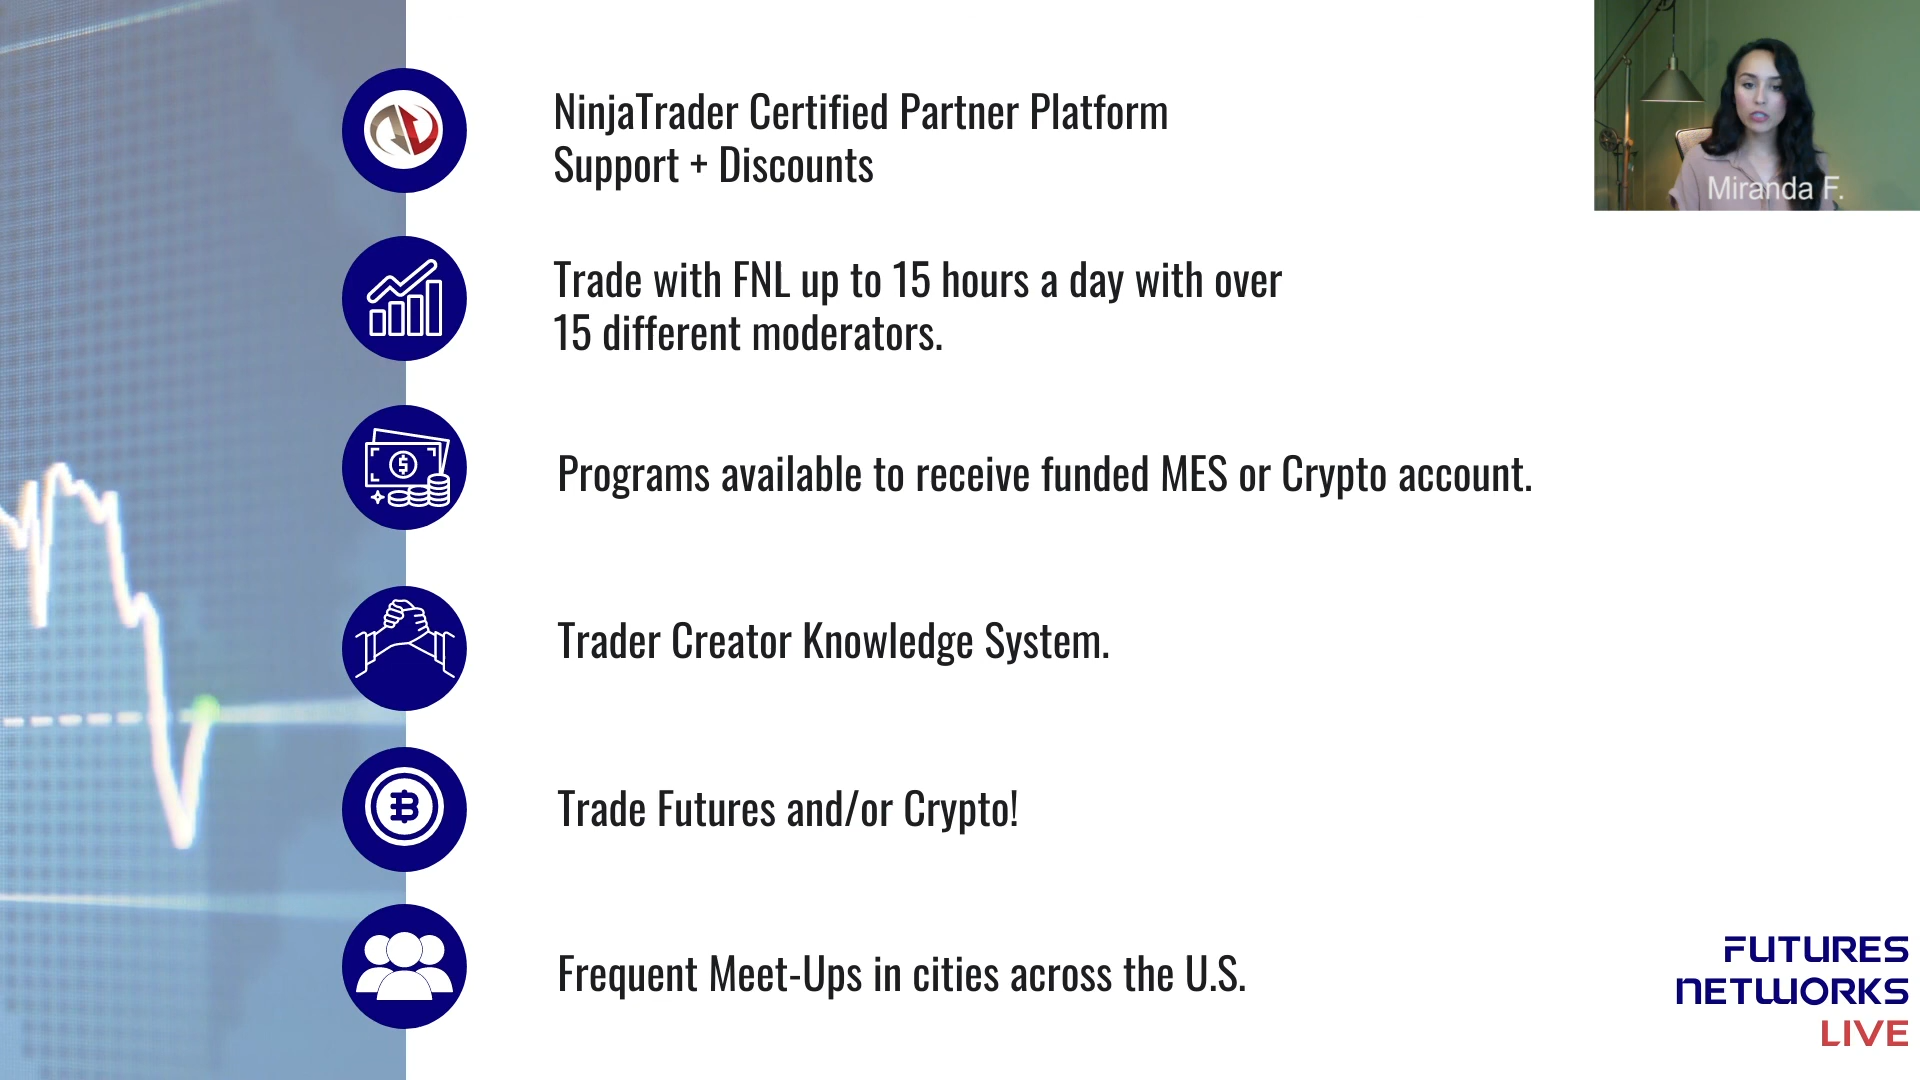 NinjaTrader Certified Partner Platform
Support + Discounts
Miranda F.
Trade with FNL up to 15 hours a day with over
15 different moderators.
Programs available to receive funded MES or Crypto account.
Trader Creator Knowledge System.
Trade Futures and/or Crypto!
Frequent Meet-Ups in cities across the U.S.
FUTURES
NETWORKS
LIVE